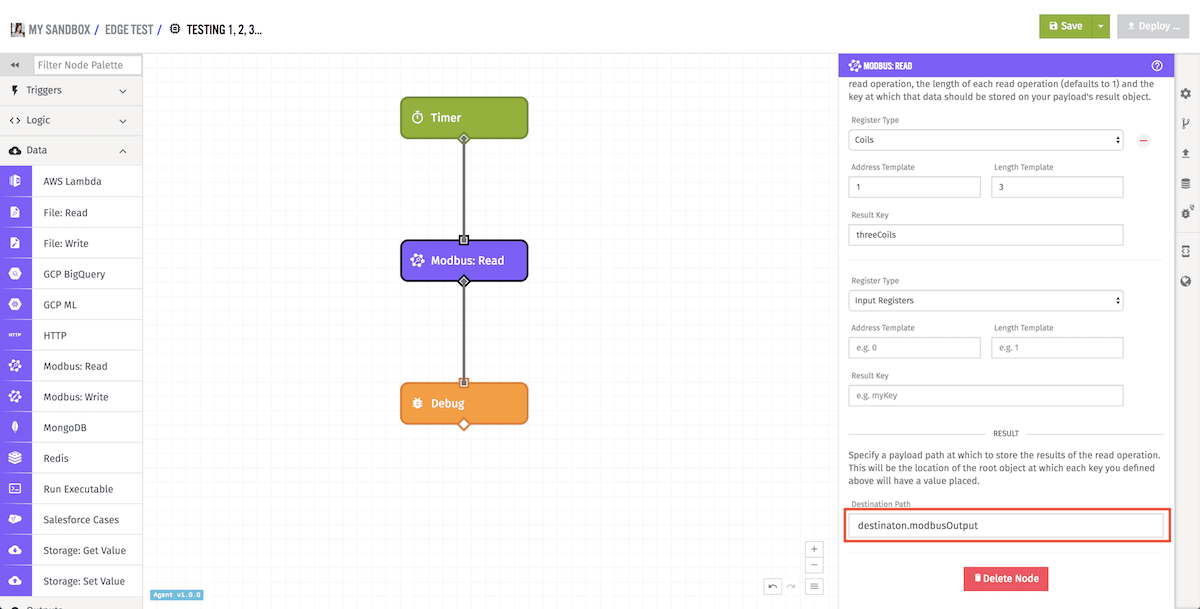 MY SANDBOX / EDGE TEST / TESTING 1, 2, 3...
Save
Deploy ...
Filter Node Palette
Triggers
Logic
Data
AWS Lambda
File: Read
File: Write
GCP BigQuery
GCP ML
HTTP HTTP
Modbus: Read
Modbus: Write
MongoDB
Redis
Run Executable
Salesforce Cases
Storage: Get Value
Storage: Set Value
Timer
Modbus: Read
Debug
Agent v1.0.0
MODBUS: READ
read operation, the length of each read operation (defaults to 1) and the
key at which that data should be stored on your payload's result object.
Register Type
Coils
Address Template Length Template
1 3
Result Key
threeCoils
Register Type
Input Registers
Address Template Length Template
e.g. 0 e.g. 1
Result Key
e.g. myKey
RESULT
Specify a payload path at which to store the results of the read operation.
This will be the location of the root object at which each key you defined
above will have a value placed.
Destination Path
destinaton.modbusOutput
Delete Node